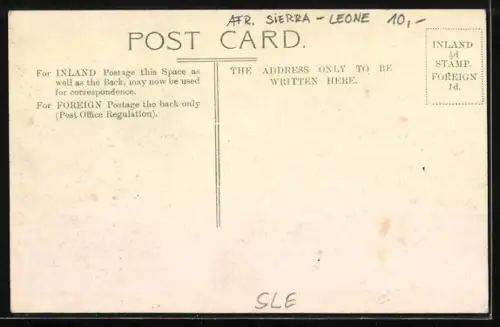 AFR. SIERRA - LEONE 10,-
POST CARD.
For INLAND Postage this Space as
well as the Back, may now be used
for correspondence.
For FOREIGN Postage the back only
(Post Office Regulation).
THE ADDRESS ONLY TO BE
WRITTEN HERE.
INLAND
½d
STAMP.
FOREIGN
1d.
SLE